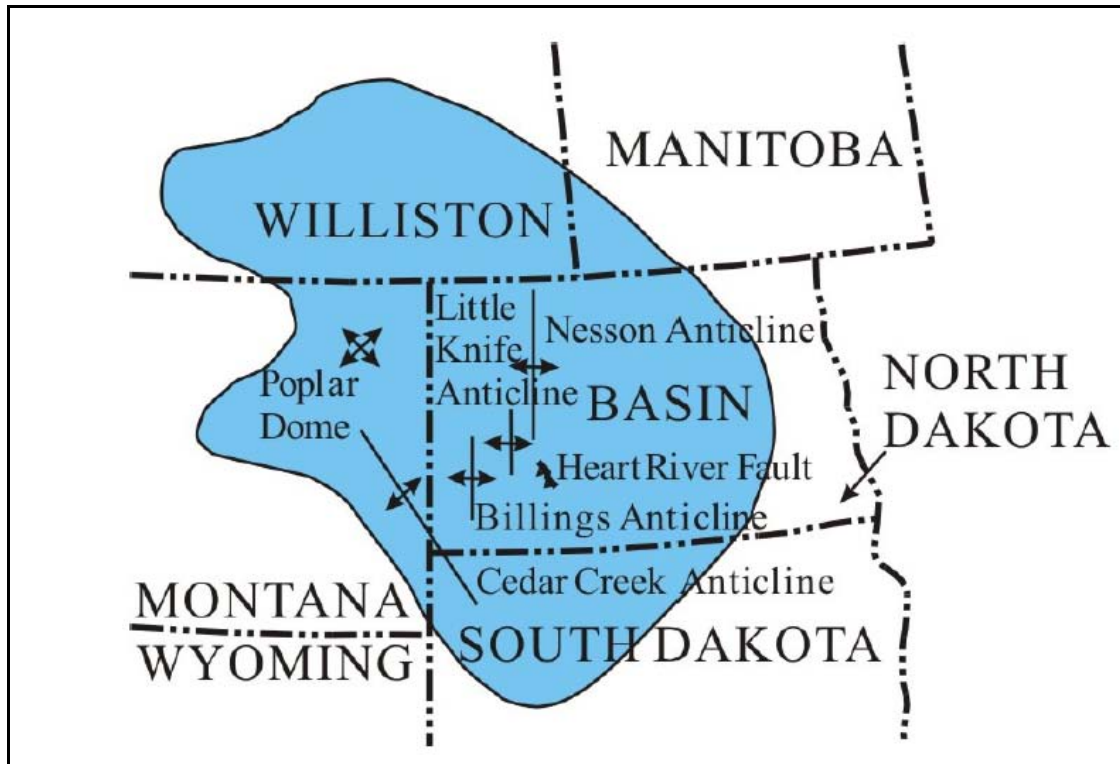 MANITOBA
WILLISTON
Little
Knife
Anticline
Nesson Anticline
Poplar
Dome
BASIN
NORTH
DAKOTA
Heart River Fault
Billings Anticline
Cedar Creek Anticline
MONTANA
WYOMING
SOUTH DAKOTA